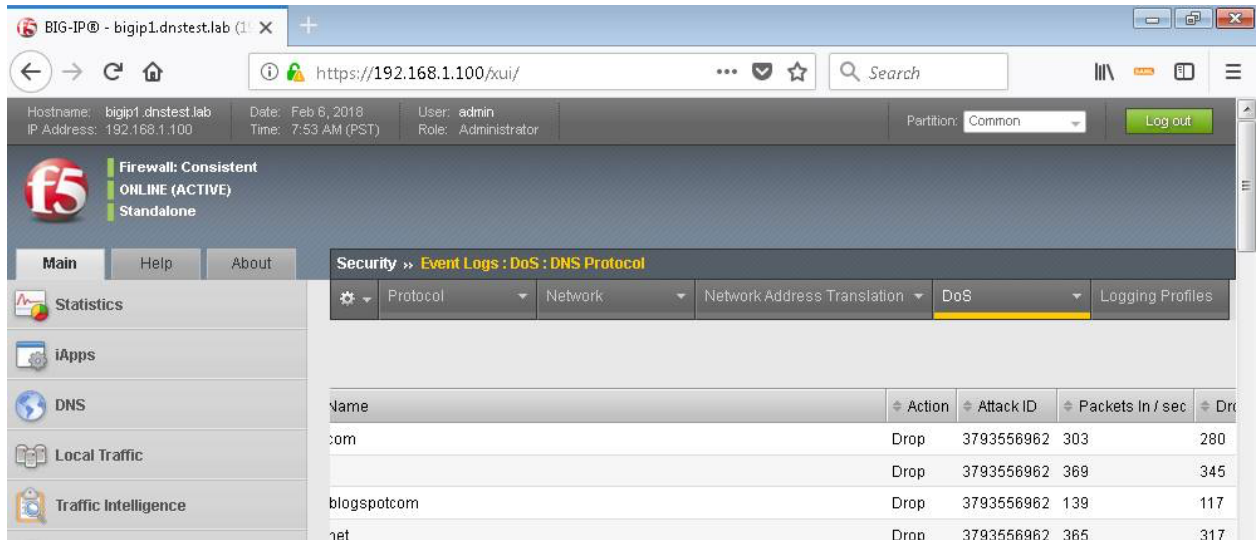 BIG-IP® - bigip1.dnstest.lab (1
https://192.168.1.100/xui/
Search
Hostname: bigip1.dnstest.lab Date: Feb 6, 2018 User: admin Partition: Common Log out
IP Address: 192.168.1.100 Time: 7:53 AM (PST) Role: Administrator
f5
Firewall: Consistent
ONLINE (ACTIVE)
Standalone
Main Help About
Security » Event Logs : DoS : DNS Protocol
Protocol Network Network Address Translation DoS Logging Profiles
Statistics
iApps
DNS
Local Traffic
Traffic Intelligence
Name Action Attack ID Packets In / sec Dro
.com Drop 3793556962 303 280
Drop 3793556962 369 345
blogspotcom Drop 3793556962 139 117
net Drop 3793556962 365 317